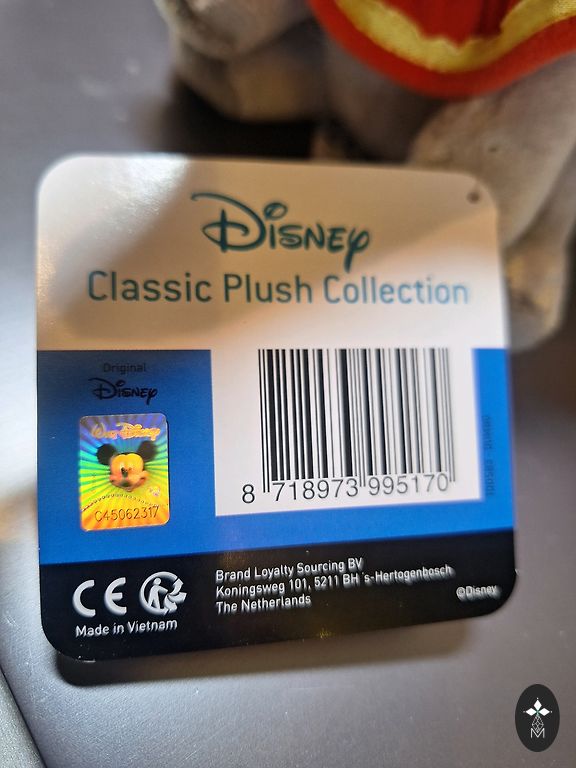 Disney
Classic Plush Collection
Original
Disney
Walt Disney
C45062317
8 718973 995170
CE
Made in Vietnam
Brand Loyalty Sourcing BV
Koningsweg 101, 5211 BH 's-Hertogenbosch
The Netherlands
©Disney
M